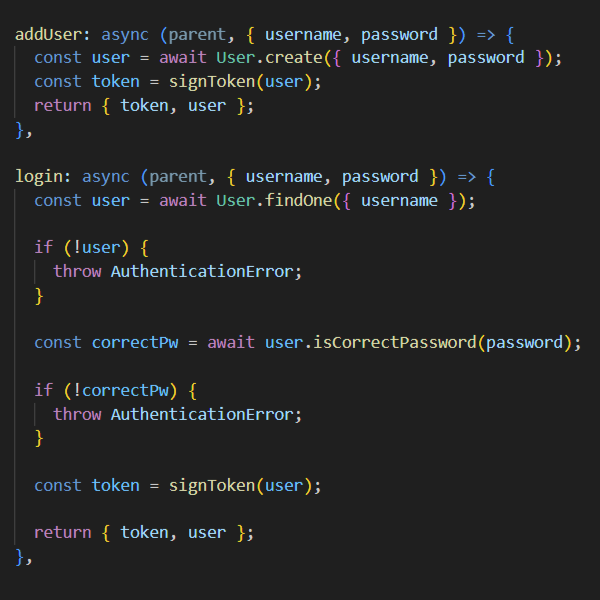 addUser: async (parent, { username, password }) => {
const user = await User.create({ username, password });
const token = signToken(user);
return { token, user };
},
login: async (parent, { username, password }) => {
const user = await User.findOne({ username });
if (!user) {
throw AuthenticationError;
}
const correctPw = await user.isCorrectPassword(password);
if (!correctPw) {
throw AuthenticationError;
}
const token = signToken(user);
return { token, user };
},